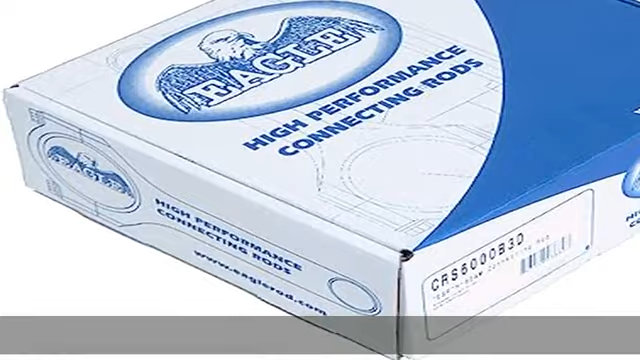 EAGLE
HIGH PERFORMANCE
CONNECTING RODS
EAGLE
HIGH PERFORMANCE
CONNECTING RODS
www.eaglerod.com
CRS6000B3D